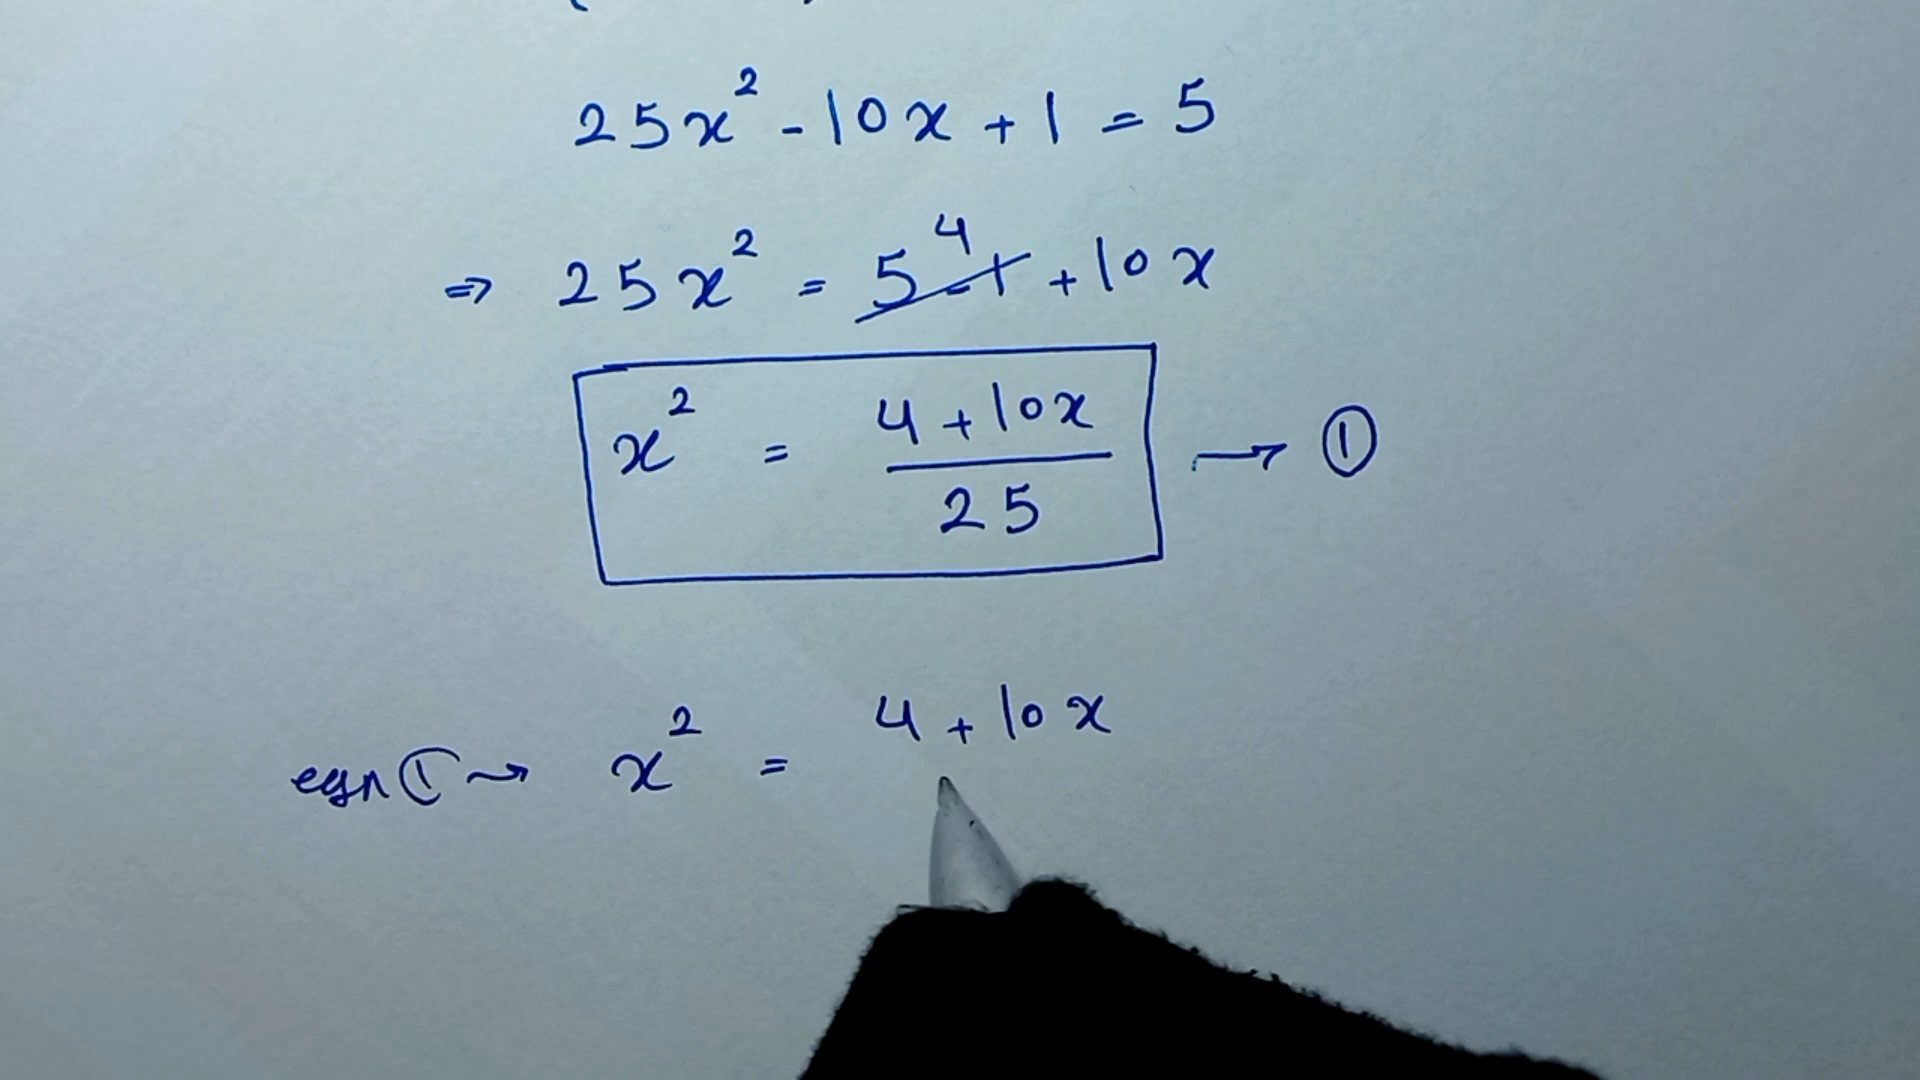 25x² - 10x + 1 = 5
⇒ 25x² = 5-1 4 + 10x
x² = 4 + 10x / 25 → ①
eqn ① → x² = 4 + 10x